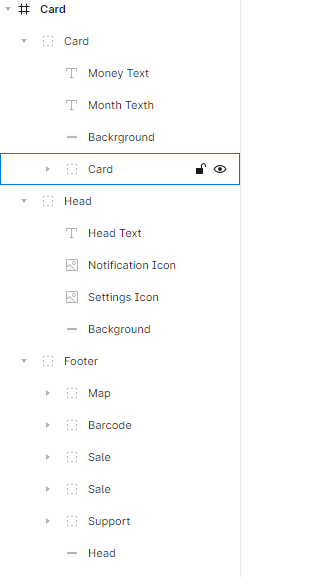 Card
Card
Money Text
Month Texth
Backrground
Card
Head
Head Text
Notification Icon
Settings Icon
Background
Footer
Map
Barcode
Sale
Sale
Support
Head